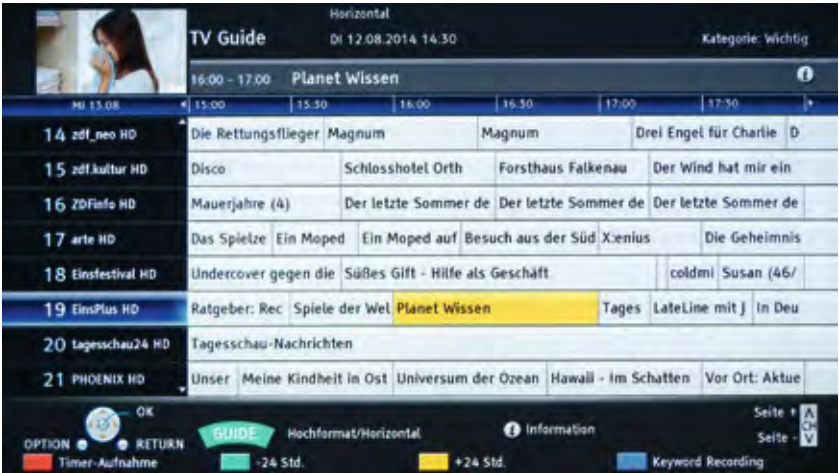 Horizontal
TV Guide DI 12.08.2014 14:30 Kategorie: Wichtig
16:00 - 17:00 Planet Wissen i
MI 13.08 15:00 15:30 16:00 16:30 17:00 17:30
14 zdf_neo HD Die Rettungsflieger Magnum Magnum Drei Engel für Charlie D
15 zdf.kultur HD Disco Schlosshotel Orth Forsthaus Falkenau Der Wind hat mir ein
16 ZDFinfo HD Mauerjahre (4) Der letzte Sommer de Der letzte Sommer de Der letzte Sommer de
17 arte HD Das Spielze Ein Moped Ein Moped auf Besuch aus der Süd X:enius Die Geheimnis
18 Einsfestival HD Undercover gegen die Süßes Gift - Hilfe als Geschäft coldmi Susan (46/
19 EinsPlus HD Ratgeber: Rec Spiele der Wel Planet Wissen Tages LateLine mit J In Deu
20 tagesschau24 HD Tagesschau-Nachrichten
21 PHOENIX HD Unser Meine Kindheit in Ost Universum der Ozean Hawaii - Im Schatten Vor Ort: Aktue
OK Seite + CH
OPTION RETURN GUIDE Hochformat/Horizontal i Information Seite -
Timer-Aufnahme -24 Std. +24 Std. Keyword Recording